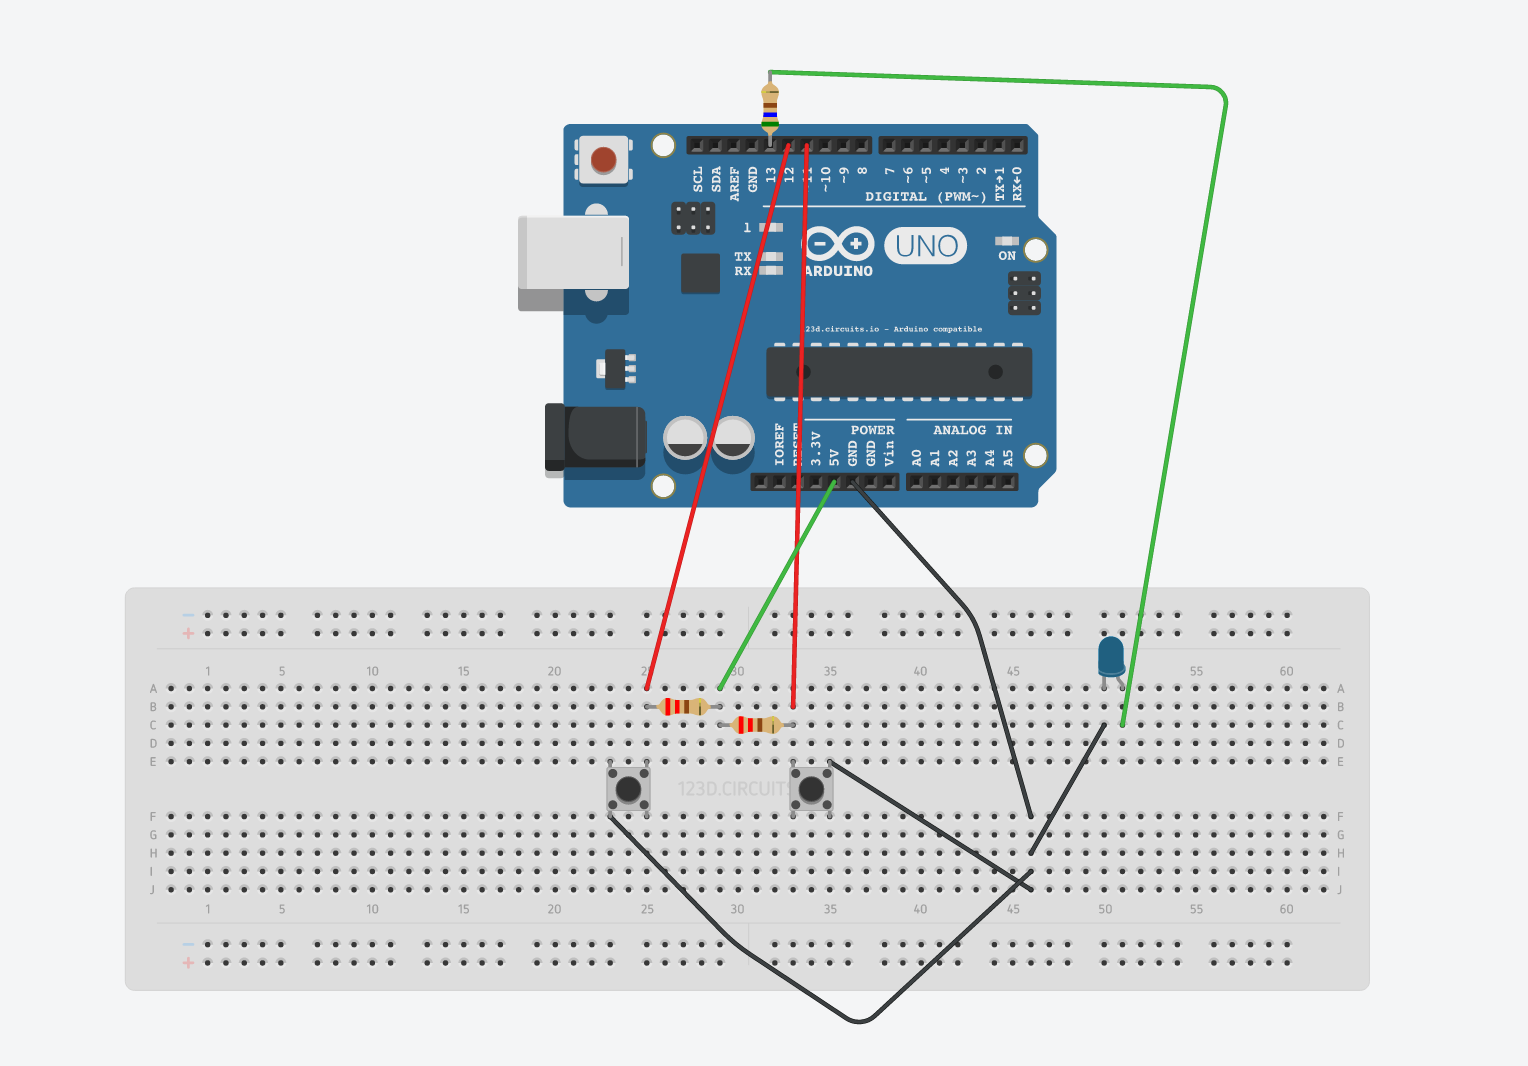 SCL SDA AREF GND 13 12 ~10 ~9 8 7 ~6 ~5 4 ~3 2 TX→1 RX←0
DIGITAL (PWM~)
1
TX
RX
ARDUINO
UNO
ON
123d.circuits.io - Arduino compatible
POWER
ANALOG IN
IOREF RESET 3.3V 5V GND GND Vin A0 A1 A2 A3 A4 A5
−
+
1 5 10 15 20 25 30 35 40 45 55 60
A A
B B
C C
D D
E E
123D.CIRCUITS
F F
G G
H H
I I
J J
1 5 10 15 20 25 30 35 40 45 50 55 60
−
+